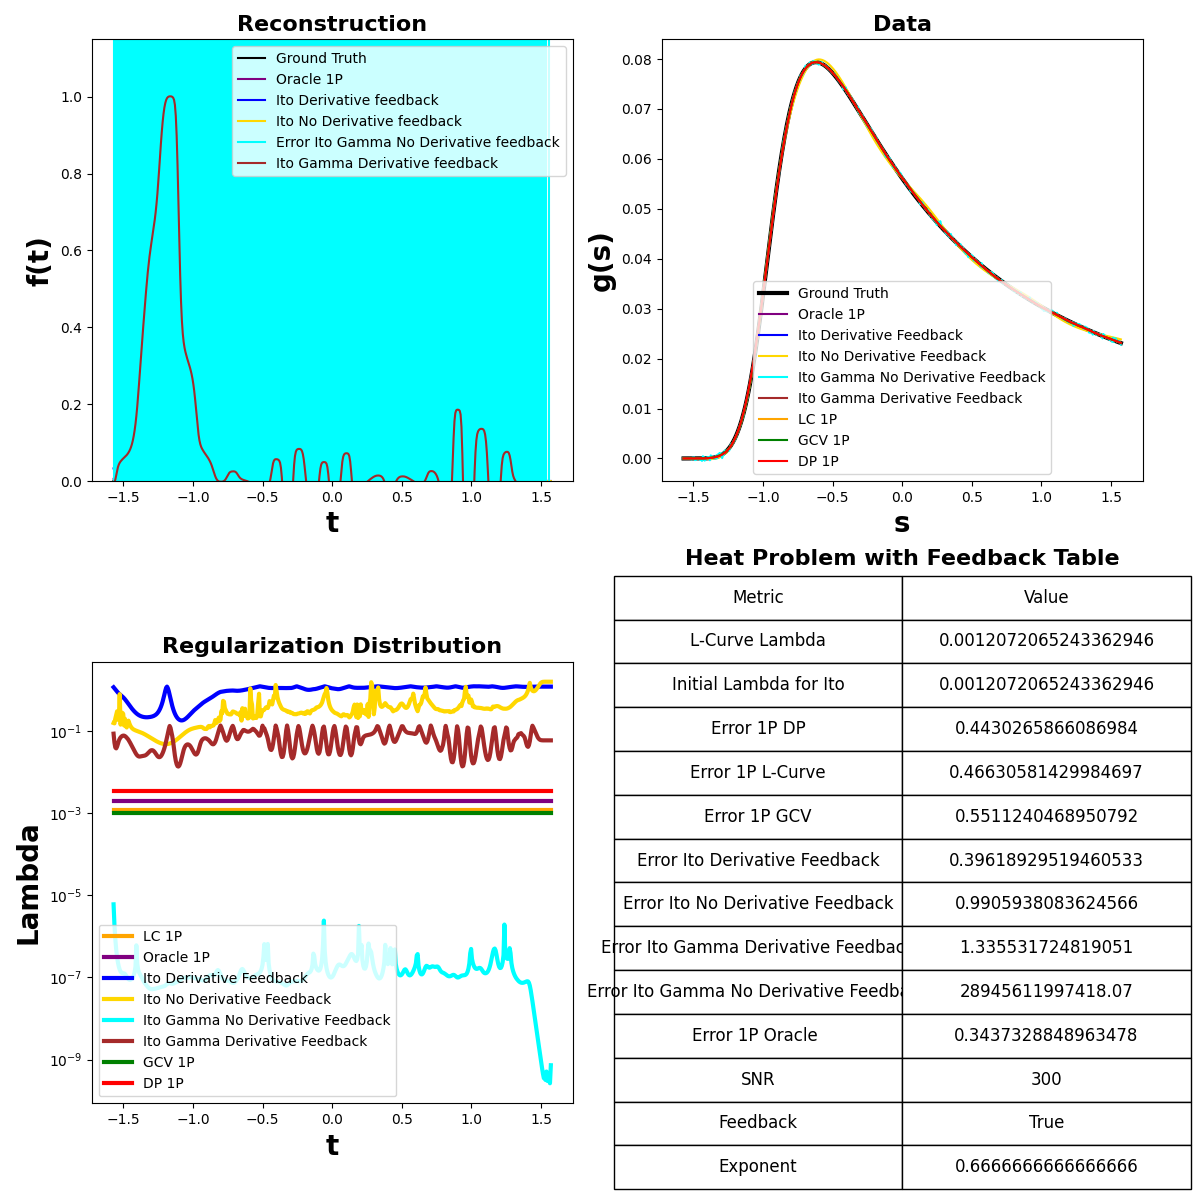 Reconstruction
1.0
0.8
0.6
0.4
0.2
0.0
f(t)
Ground Truth
Oracle 1P
Ito Derivative feedback
Ito No Derivative feedback
Error Ito Gamma No Derivative feedback
Ito Gamma Derivative feedback
−1.5 −1.0 −0.5 0.0 0.5 1.0 1.5
t
Data
0.08
0.07
0.06
0.05
0.04
0.03
0.02
0.01
0.00
g(s)
Ground Truth
Oracle 1P
Ito Derivative Feedback
Ito No Derivative Feedback
Ito Gamma No Derivative Feedback
Ito Gamma Derivative Feedback
LC 1P
GCV 1P
DP 1P
−1.5 −1.0 −0.5 0.0 0.5 1.0 1.5
s
Regularization Distribution
10⁻¹
10⁻³
10⁻⁵
10⁻⁷
10⁻⁹
Lambda
LC 1P
Oracle 1P
Ito Derivative Feedback
Ito No Derivative Feedback
Ito Gamma No Derivative Feedback
Ito Gamma Derivative Feedback
GCV 1P
DP 1P
−1.5 −1.0 −0.5 0.0 0.5 1.0 1.5
t
Heat Problem with Feedback Table
Metric Value
L-Curve Lambda 0.0012072065243362946
Initial Lambda for Ito 0.0012072065243362946
Error 1P DP 0.4430265866086984
Error 1P L-Curve 0.46630581429984697
Error 1P GCV 0.5511240468950792
Error Ito Derivative Feedback 0.39618929519460533
Error Ito No Derivative Feedback 0.9905938083624566
Error Ito Gamma Derivative Feedbac 1.335531724819051
Error Ito Gamma No Derivative Feedba 28945611997418.07
Error 1P Oracle 0.3437328848963478
SNR 300
Feedback True
Exponent 0.6666666666666666